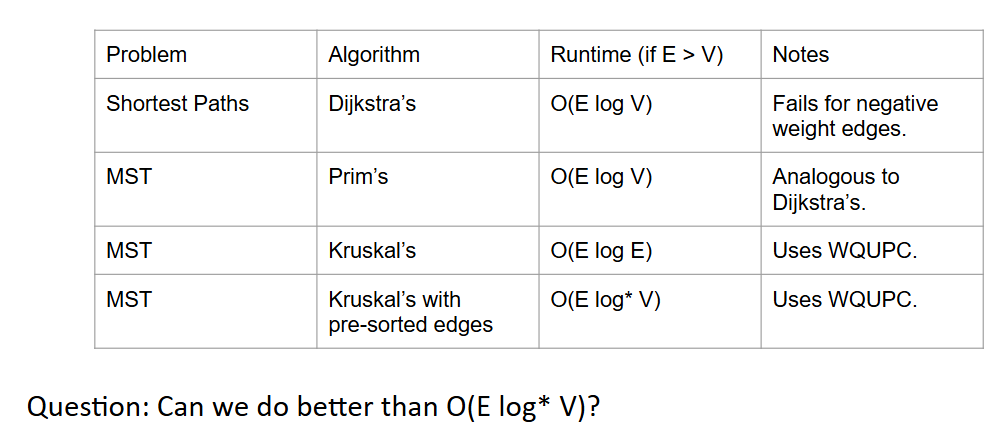 Problem Algorithm Runtime (if E > V) Notes
Shortest Paths Dijkstra’s O(E log V) Fails for negative
weight edges.
MST Prim’s O(E log V) Analogous to
Dijkstra’s.
MST Kruskal’s O(E log E) Uses WQUPC.
MST Kruskal’s with O(E log* V) Uses WQUPC.
pre-sorted edges
Question: Can we do better than O(E log* V)?